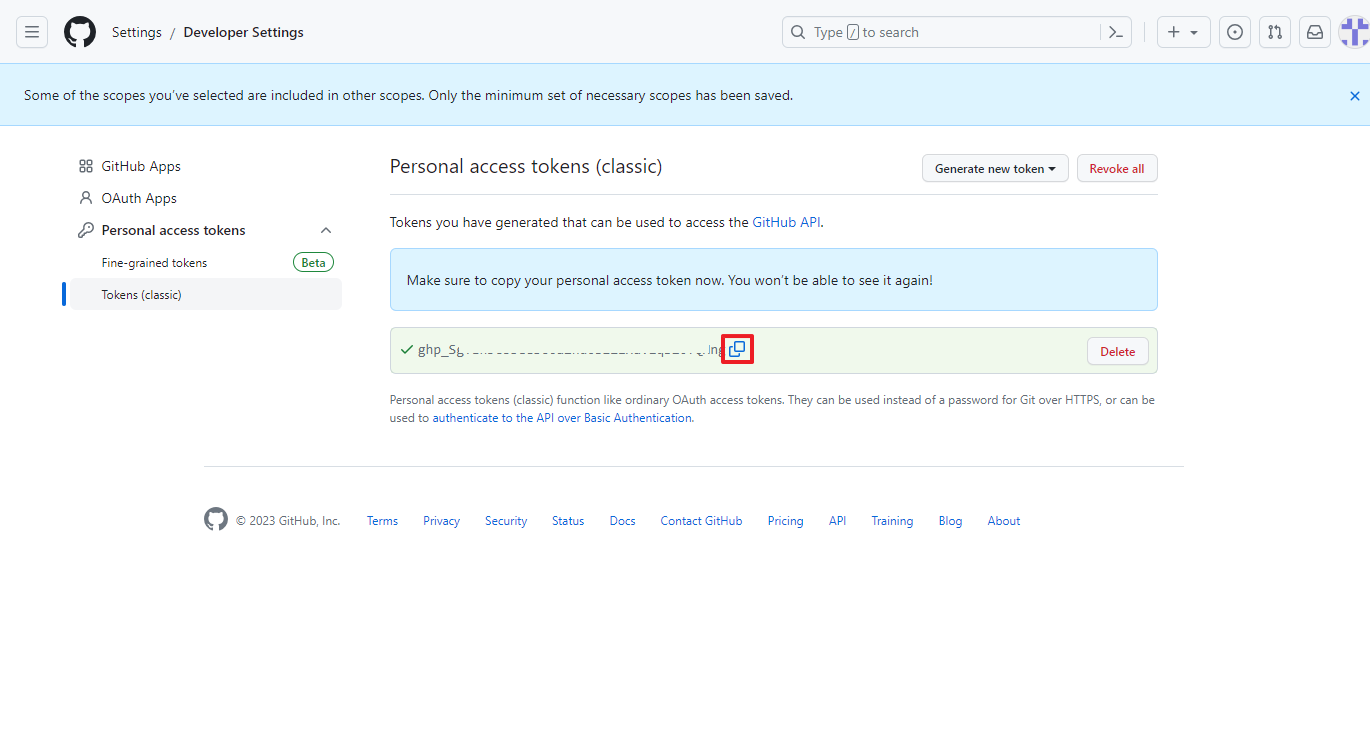 Settings / Developer Settings
Type / to search
Some of the scopes you've selected are included in other scopes. Only the minimum set of necessary scopes has been saved.
GitHub Apps
OAuth Apps
Personal access tokens
Fine-grained tokens Beta
Tokens (classic)
Personal access tokens (classic)
Generate new token
Revoke all
Tokens you have generated that can be used to access the GitHub API.
Make sure to copy your personal access token now. You won't be able to see it again!
Delete
Personal access tokens (classic) function like ordinary OAuth access tokens. They can be used instead of a password for Git over HTTPS, or can be
used to authenticate to the API over Basic Authentication.
© 2023 GitHub, Inc. Terms Privacy Security Status Docs Contact GitHub Pricing API Training Blog About